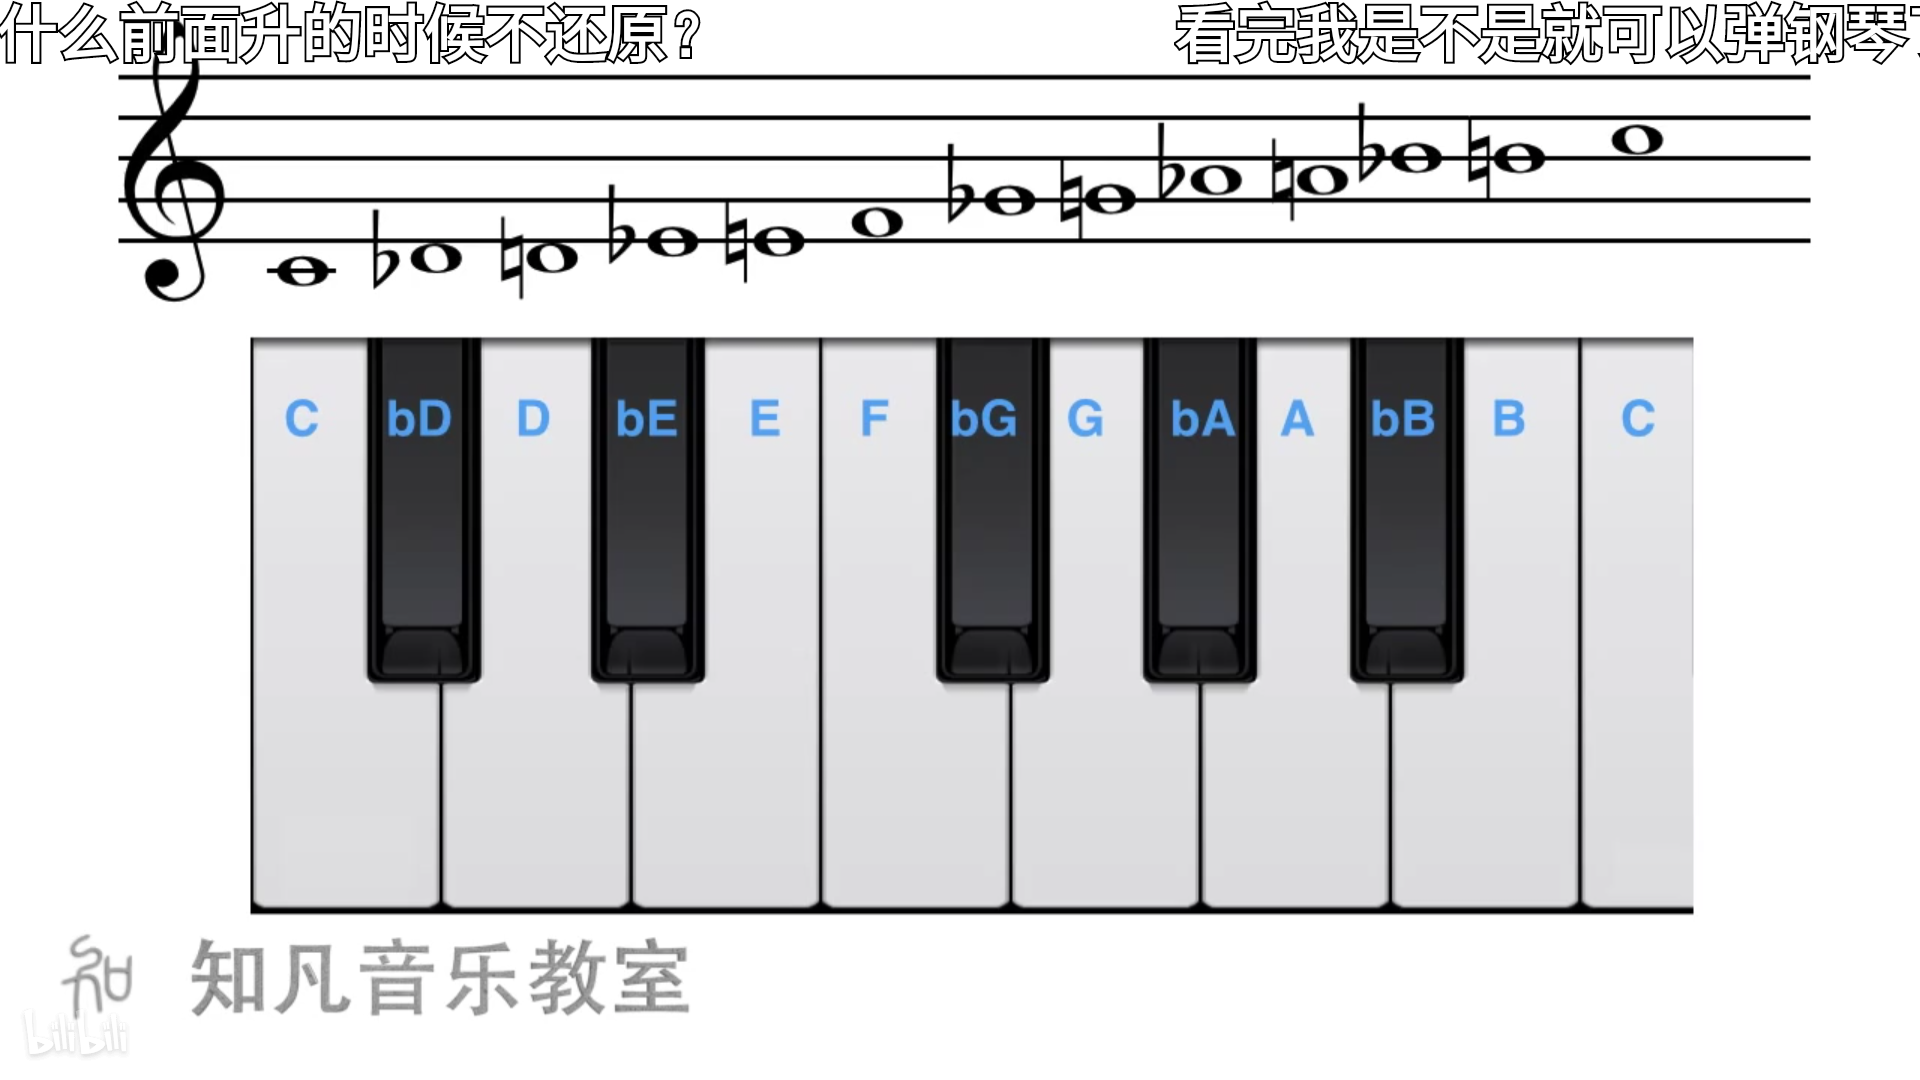 什么前面升的时候不还原？
看完我是不是就可以弹钢琴了
C bD D bE E F bG G bA A bB B C
知凡音乐教室
bilibili